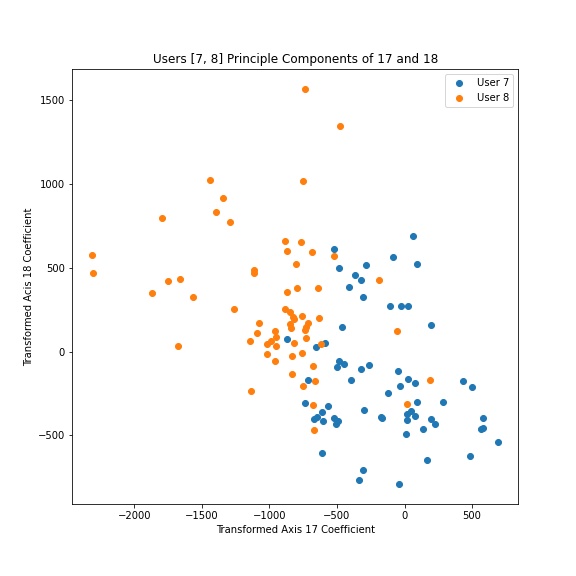 Users [7, 8] Principle Components of 17 and 18
User 7
User 8
1500
1000
500
0
−500
Transformed Acis 18 Coefficient
−2000 −1500 −1000 −500 0 500
Transformed Axis 17 Coefficient